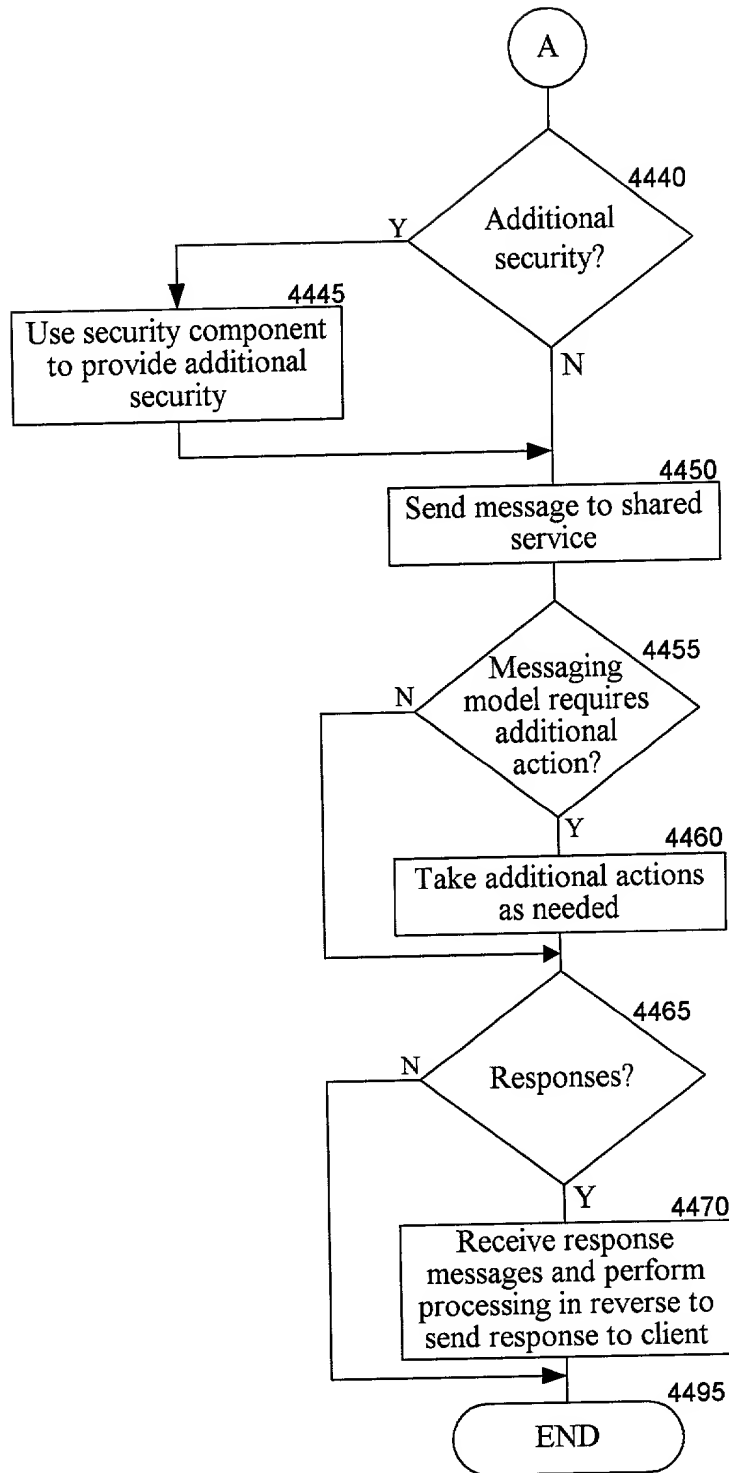 A
4440
Additional
security?
Y
N
4445
Use security component
to provide additional
security
4450
Send message to shared
service
4455
Messaging
model requires
additional
action?
N
Y
4460
Take additional actions
as needed
4465
Responses?
N
Y
4470
Receive response
messages and perform
processing in reverse to
send response to client
4495
END